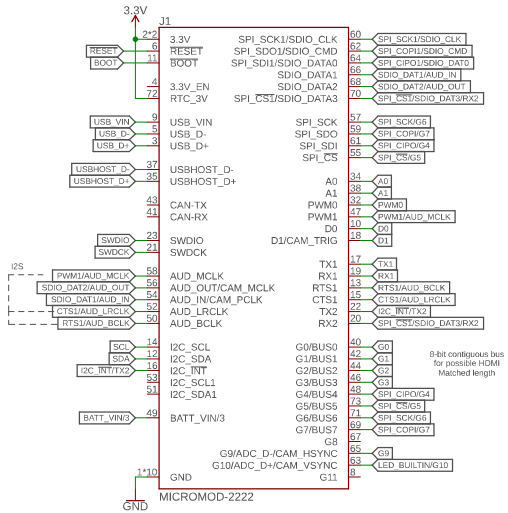 3.3V
J1
2*2 3.3V SPI_SCK1/SDIO_CLK 60 SPI_SCK1/SDIO_CLK
RESET 6 RESET SPI_SDO1/SDIO_CMD 62 SPI_COPI1/SDIO_CMD
BOOT 11 BOOT SPI_SDI1/SDIO_DATA0 64 SPI_CIPO1/SDIO_DAT0
SDIO_DATA1 66 SDIO_DAT1/AUD_IN
4 3.3V_EN SDIO_DATA2 68 SDIO_DAT2/AUD_OUT
72 RTC_3V SPI_CS1/SDIO_DATA3 70 SPI_CS1/SDIO_DAT3/RX2
USB_VIN 9 USB_VIN SPI_SCK 57 SPI_SCK/G6
USB_D- 5 USB_D- SPI_SDO 59 SPI_COPI/G7
USB_D+ 3 USB_D+ SPI_SDI 61 SPI_CIPO/G4
SPI_CS 55 SPI_CS/G5
USBHOST_D- 37 USBHOST_D-
USBHOST_D+ 35 USBHOST_D+ A0 34 A0
A1 38 A1
43 CAN-TX PWM0 32 PWM0
41 CAN-RX PWM1 47 PWM1/AUD_MCLK
D0 10 D0
SWDIO 23 SWDIO D1/CAM_TRIG 18 D1
SWDCK 21 SWDCK
I2S TX1 17 TX1
PWM1/AUD_MCLK 58 AUD_MCLK RX1 19 RX1
SDIO_DAT2/AUD_OUT 56 AUD_OUT/CAM_MCLK RTS1 13 RTS1/AUD_BCLK
SDIO_DAT1/AUD_IN 54 AUD_IN/CAM_PCLK CTS1 15 CTS1/AUD_LRCLK
CTS1/AUD_LRCLK 52 AUD_LRCLK TX2 22 I2C_INT/TX2
RTS1/AUD_BCLK 50 AUD_BCLK RX2 20 SPI_CS1/SDIO_DAT3/RX2
SCL 14 I2C_SCL G0/BUS0 40 G0
SDA 12 I2C_SDA G1/BUS1 42 G1
I2C_INT/TX2 16 I2C_INT G2/BUS2 44 G2
53 I2C_SCL1 G3/BUS3 46 G3
51 I2C_SDA1 G4/BUS4 48 SPI_CIPO/G4
G5/BUS5 73 SPI_CS/G5
BATT_VIN/3 49 BATT_VIN/3 G6/BUS6 71 SPI_SCK/G6
G7/BUS7 69 SPI_COPI/G7
8-bit contiguous bus
for possible HDMI
Matched length
G8 67
G9/ADC_D-/CAM_HSYNC 65 G9
G10/ADC_D+/CAM_VSYNC 63 LED_BUILTIN/G10
1*10 GND G11 8
MICROMOD-2222
GND